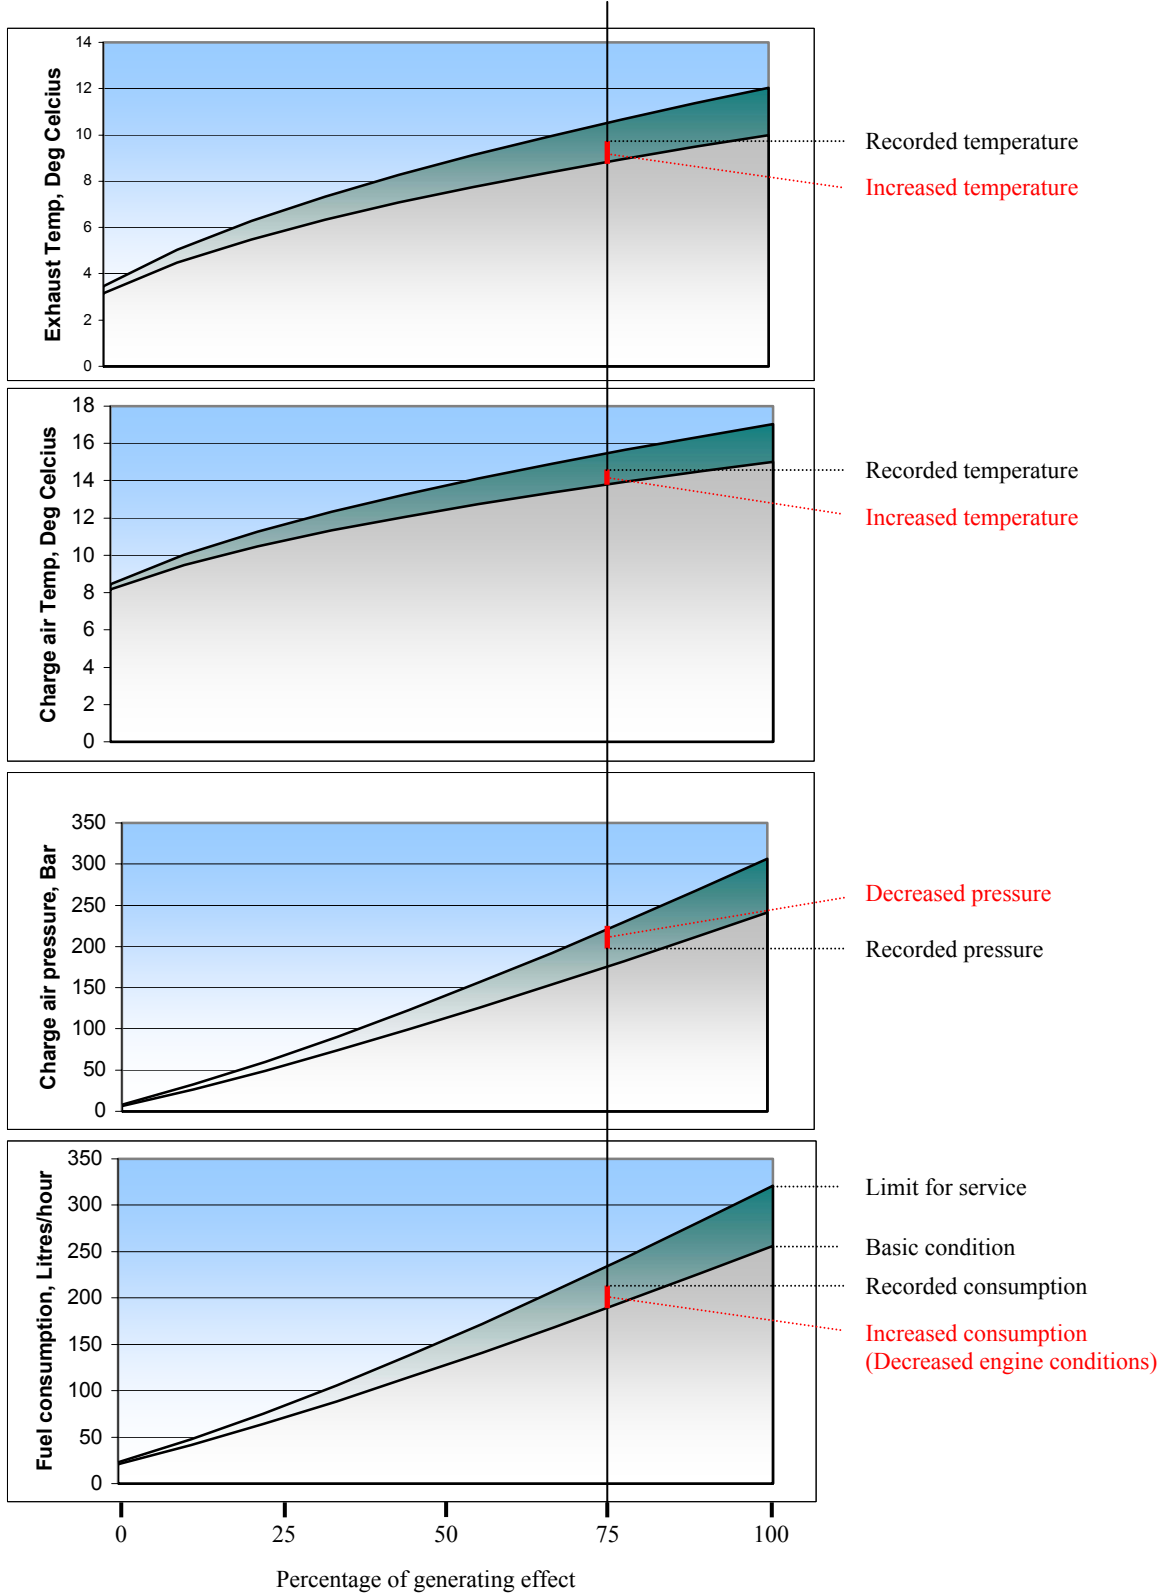 Exhaust Temp, Deg Celcius
14
12
10
8
6
4
2
0
Recorded temperature
Increased temperature
Charge air Temp, Deg Celcius
18
16
14
12
10
8
6
4
2
0
Recorded temperature
Increased temperature
Charge air pressure, Bar
350
300
250
200
150
100
50
0
Decreased pressure
Recorded pressure
Fuel consumption, Litres/hour
350
300
250
200
150
100
50
0
Limit for service
Basic condition
Recorded consumption
Increased consumption
(Decreased engine conditions)
0 25 50 75 100
Percentage of generating effect